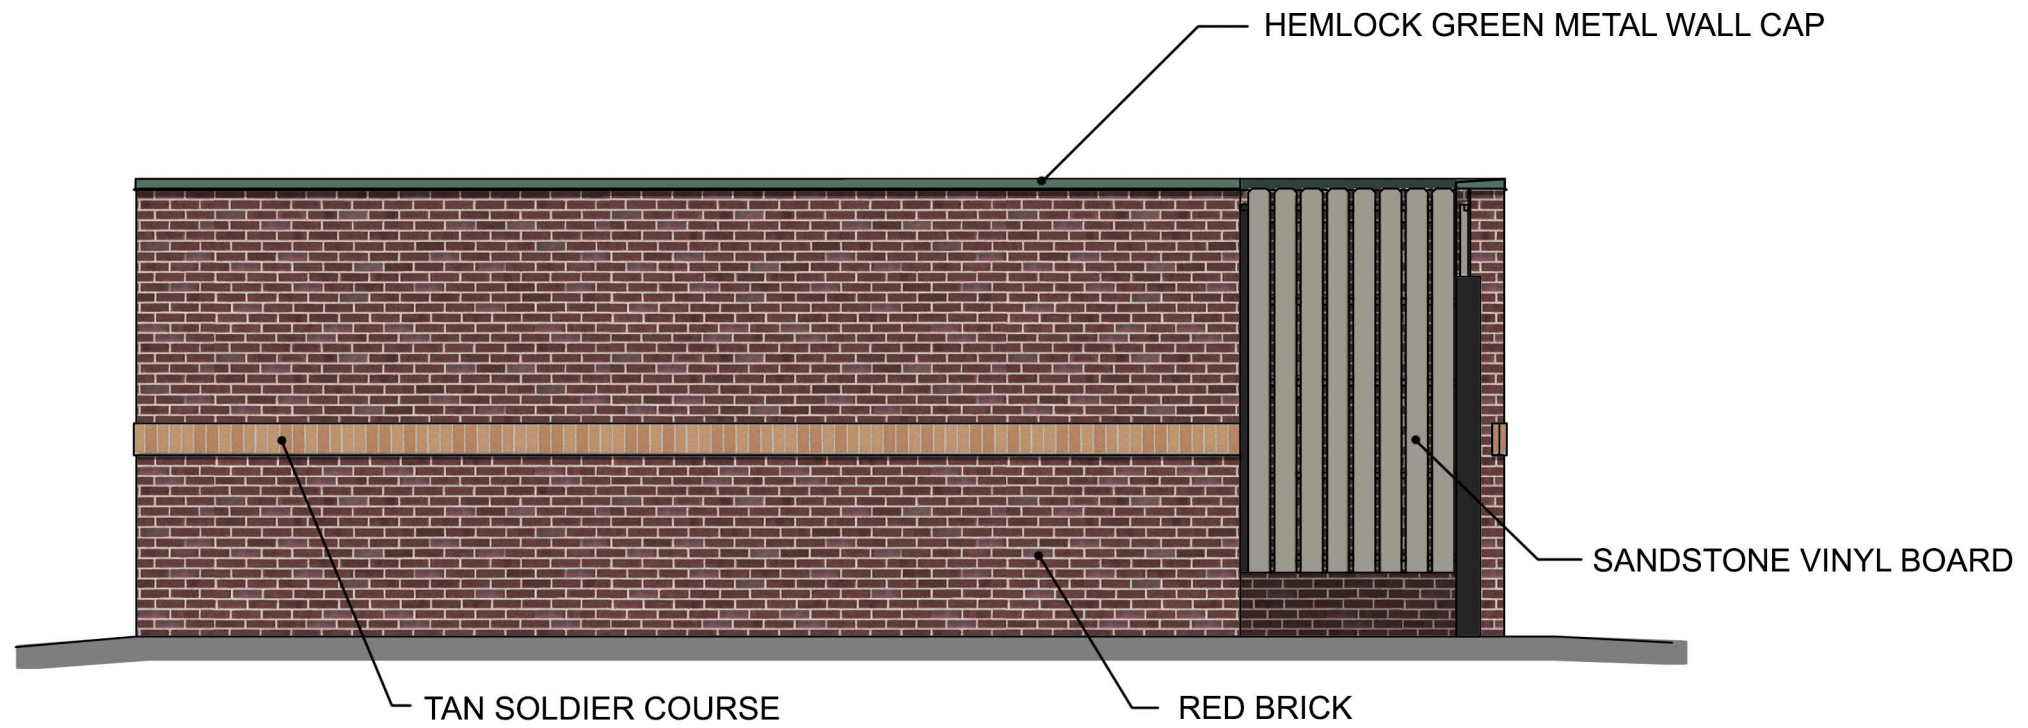 HEMLOCK GREEN METAL WALL CAP
SANDSTONE VINYL BOARD
TAN SOLDIER COURSE
RED BRICK